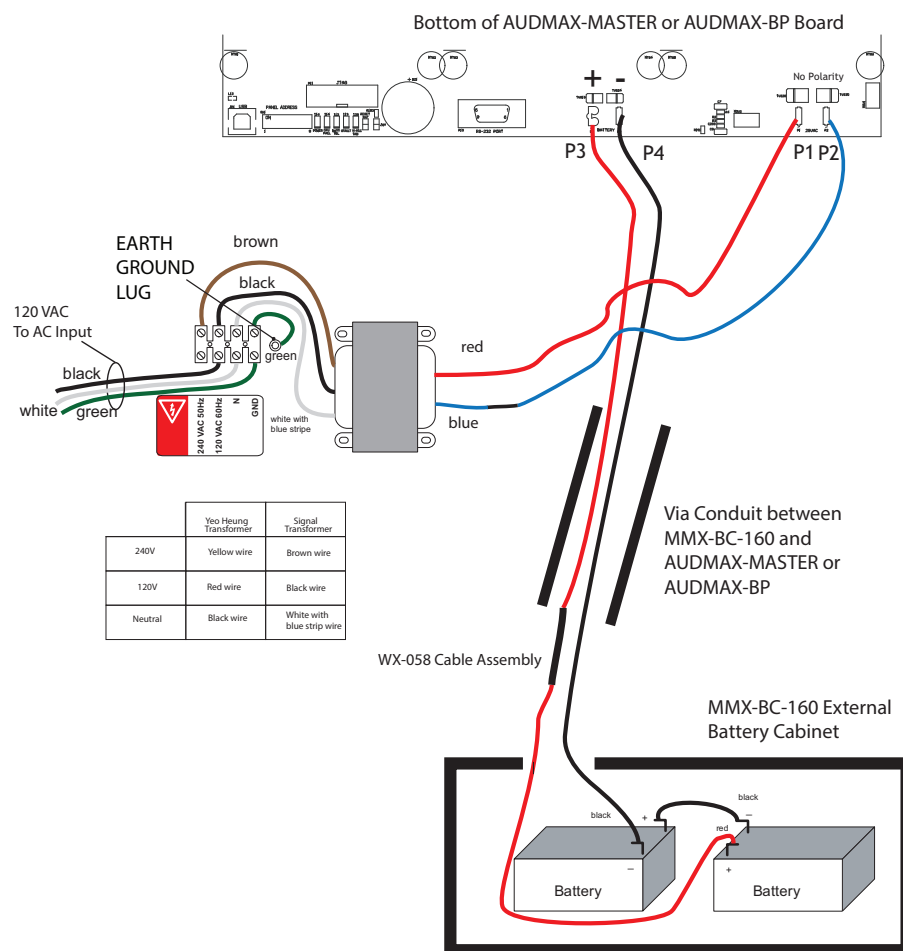 Bottom of AUDMAX-MASTER or AUDMAX-BP Board
JTAG
USB
PANEL ADDRESS
ON
RS-232 PORT
BATTERY
No Polarity
28VAC
P3
P4
P1 P2
EARTH
GROUND
LUG
brown
black
120 VAC
To AC Input
black
white
green
green
240 VAC 50Hz
120 VAC 60Hz
N
GND
white with
blue stripe
red
blue
Yeo Heung
Transformer
Signal
Transformer
240V
Yellow wire
Brown wire
120V
Red wire
Black wire
Neutral
Black wire
White with
blue strip wire
Via Conduit between
MMX-BC-160 and
AUDMAX-MASTER or
AUDMAX-BP
WX-058 Cable Assembly
MMX-BC-160 External
Battery Cabinet
black
+
black
–
red
–
+
Battery
Battery